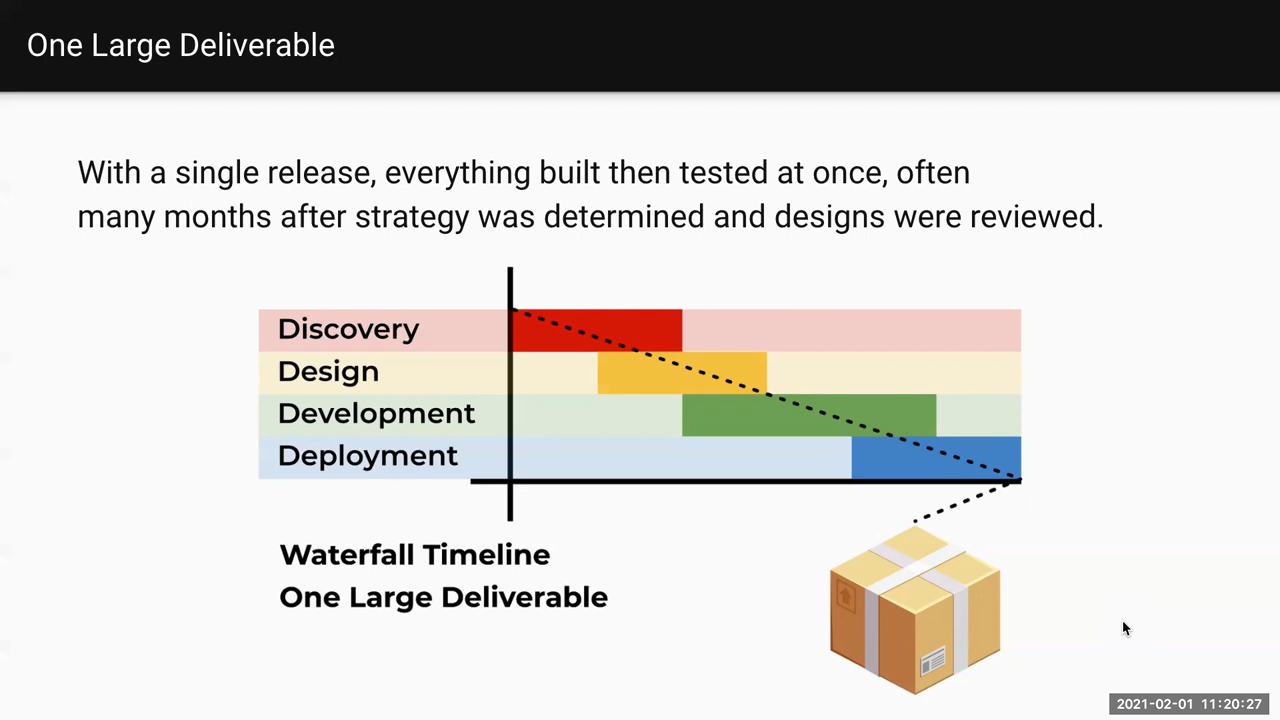 One Large Deliverable
With a single release, everything built then tested at once, often
many months after strategy was determined and designs were reviewed.
Discovery
Design
Development
Deployment
Waterfall Timeline
One Large Deliverable
2021-02-01 11:20:27